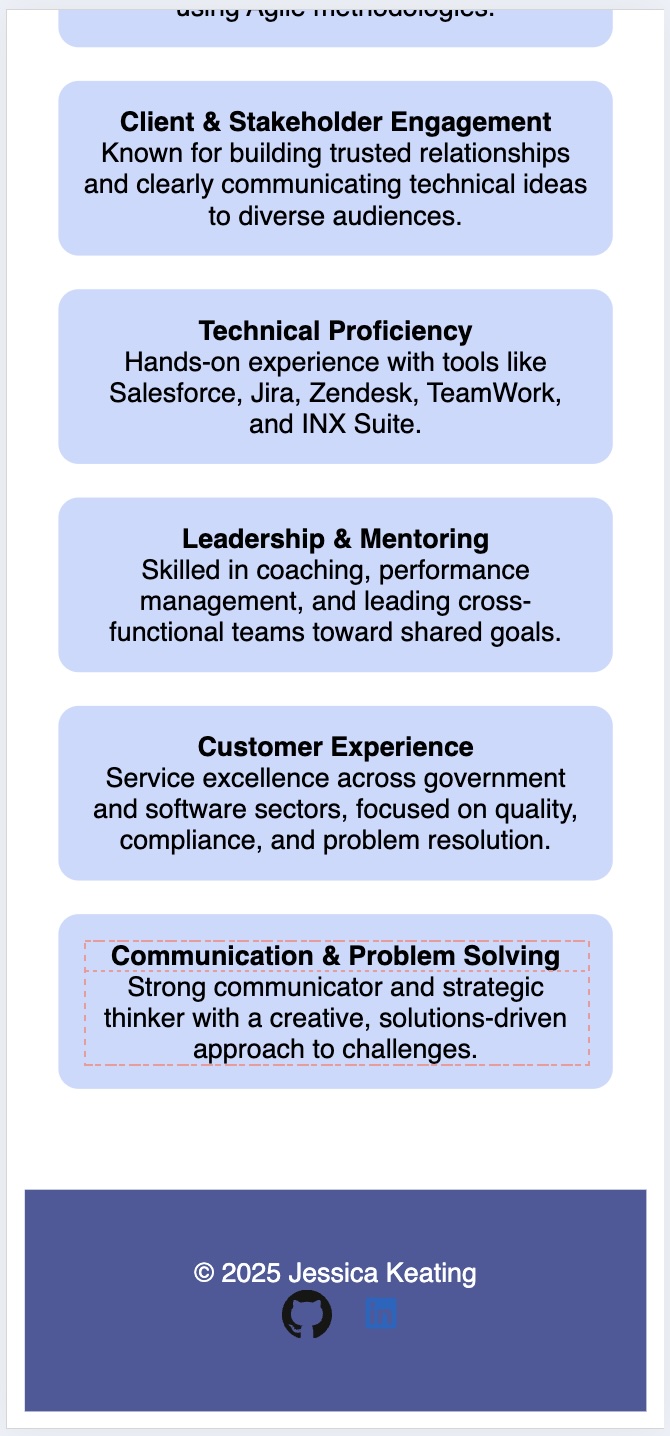 using Agile methodologies.
Client & Stakeholder Engagement
Known for building trusted relationships
and clearly communicating technical ideas
to diverse audiences.
Technical Proficiency
Hands-on experience with tools like
Salesforce, Jira, Zendesk, TeamWork,
and INX Suite.
Leadership & Mentoring
Skilled in coaching, performance
management, and leading cross-
functional teams toward shared goals.
Customer Experience
Service excellence across government
and software sectors, focused on quality,
compliance, and problem resolution.
Communication & Problem Solving
Strong communicator and strategic
thinker with a creative, solutions-driven
approach to challenges.
© 2025 Jessica Keating
in